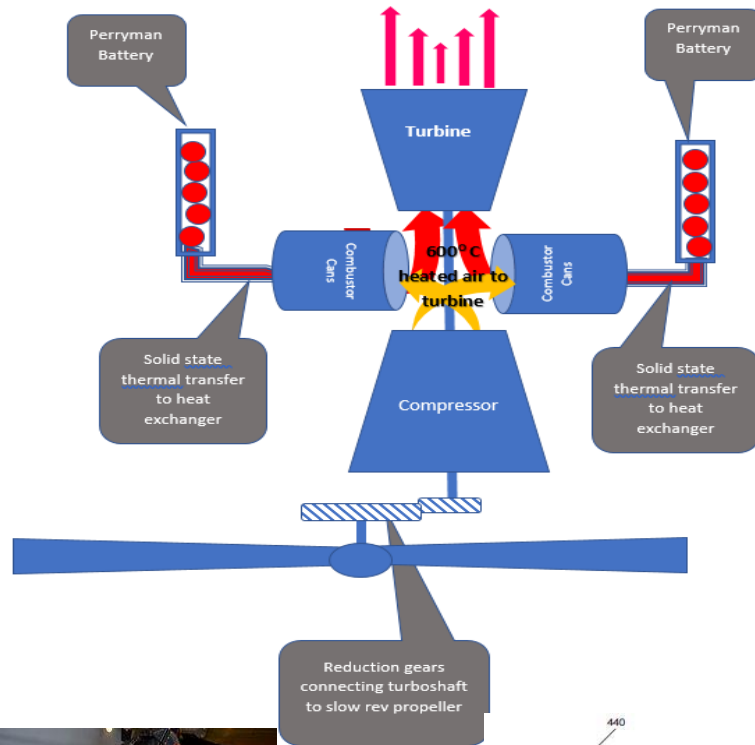 Perryman
Battery
Perryman
Battery
Turbine
Combustor
Cans
600°C
heated air to
turbine
Combustor
Cans
Solid state
thermal transfer
to heat
exchanger
Solid state
thermal transfer
to heat
exchanger
Compressor
Reduction gears
connecting turboshaft
to slow rev propeller
440